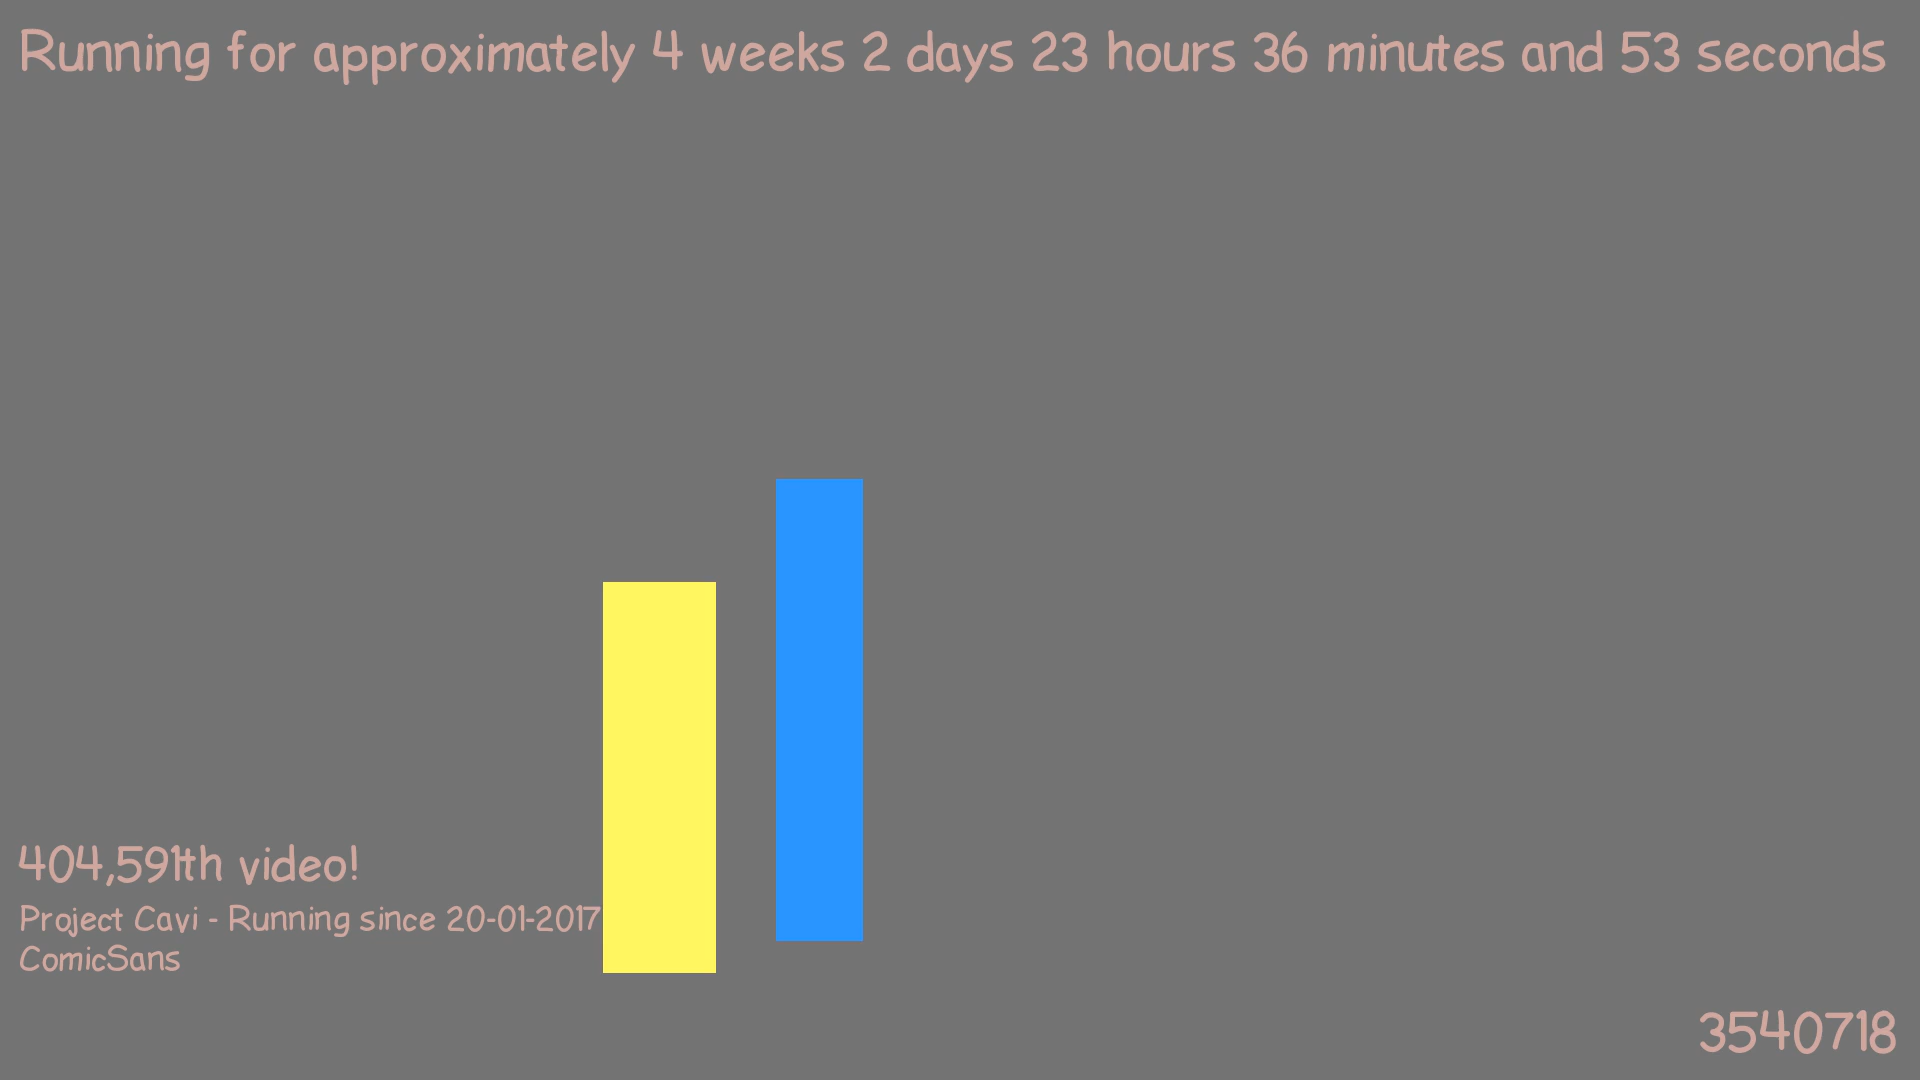 Running for approximately 4 weeks 2 days 23 hours 36 minutes and 53 seconds
404,591th video!
Project Cavi - Running since 20-01-2017
ComicSans
3540718